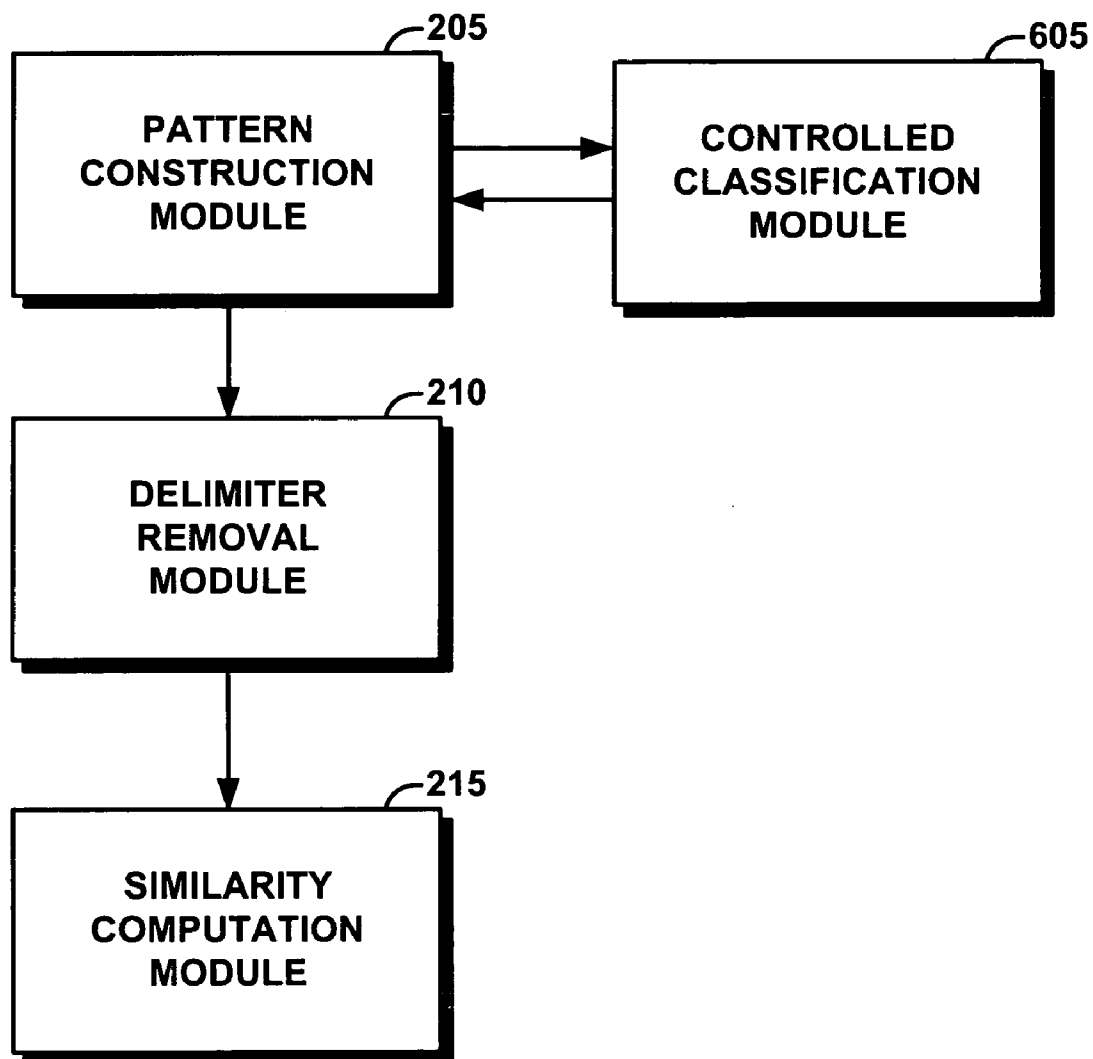 205
PATTERN
CONSTRUCTION
MODULE
605
CONTROLLED
CLASSIFICATION
MODULE
210
DELIMITER
REMOVAL
MODULE
215
SIMILARITY
COMPUTATION
MODULE